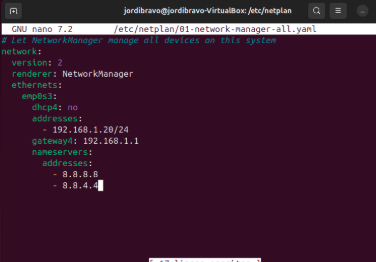 jordibravo@jordibravo-VirtualBox: /etc/netplan
GNU nano 7.2 /etc/netplan/01-network-manager-all.yaml
# Let NetworkManager manage all devices on this system
network:
  version: 2
  renderer: NetworkManager
  ethernets:
    emp0s3:
      dhcp4: no
      addresses:
        - 192.168.1.20/24
      gateway4: 192.168.1.1
      nameservers:
        addresses:
          - 8.8.8.8
          - 8.8.4.4